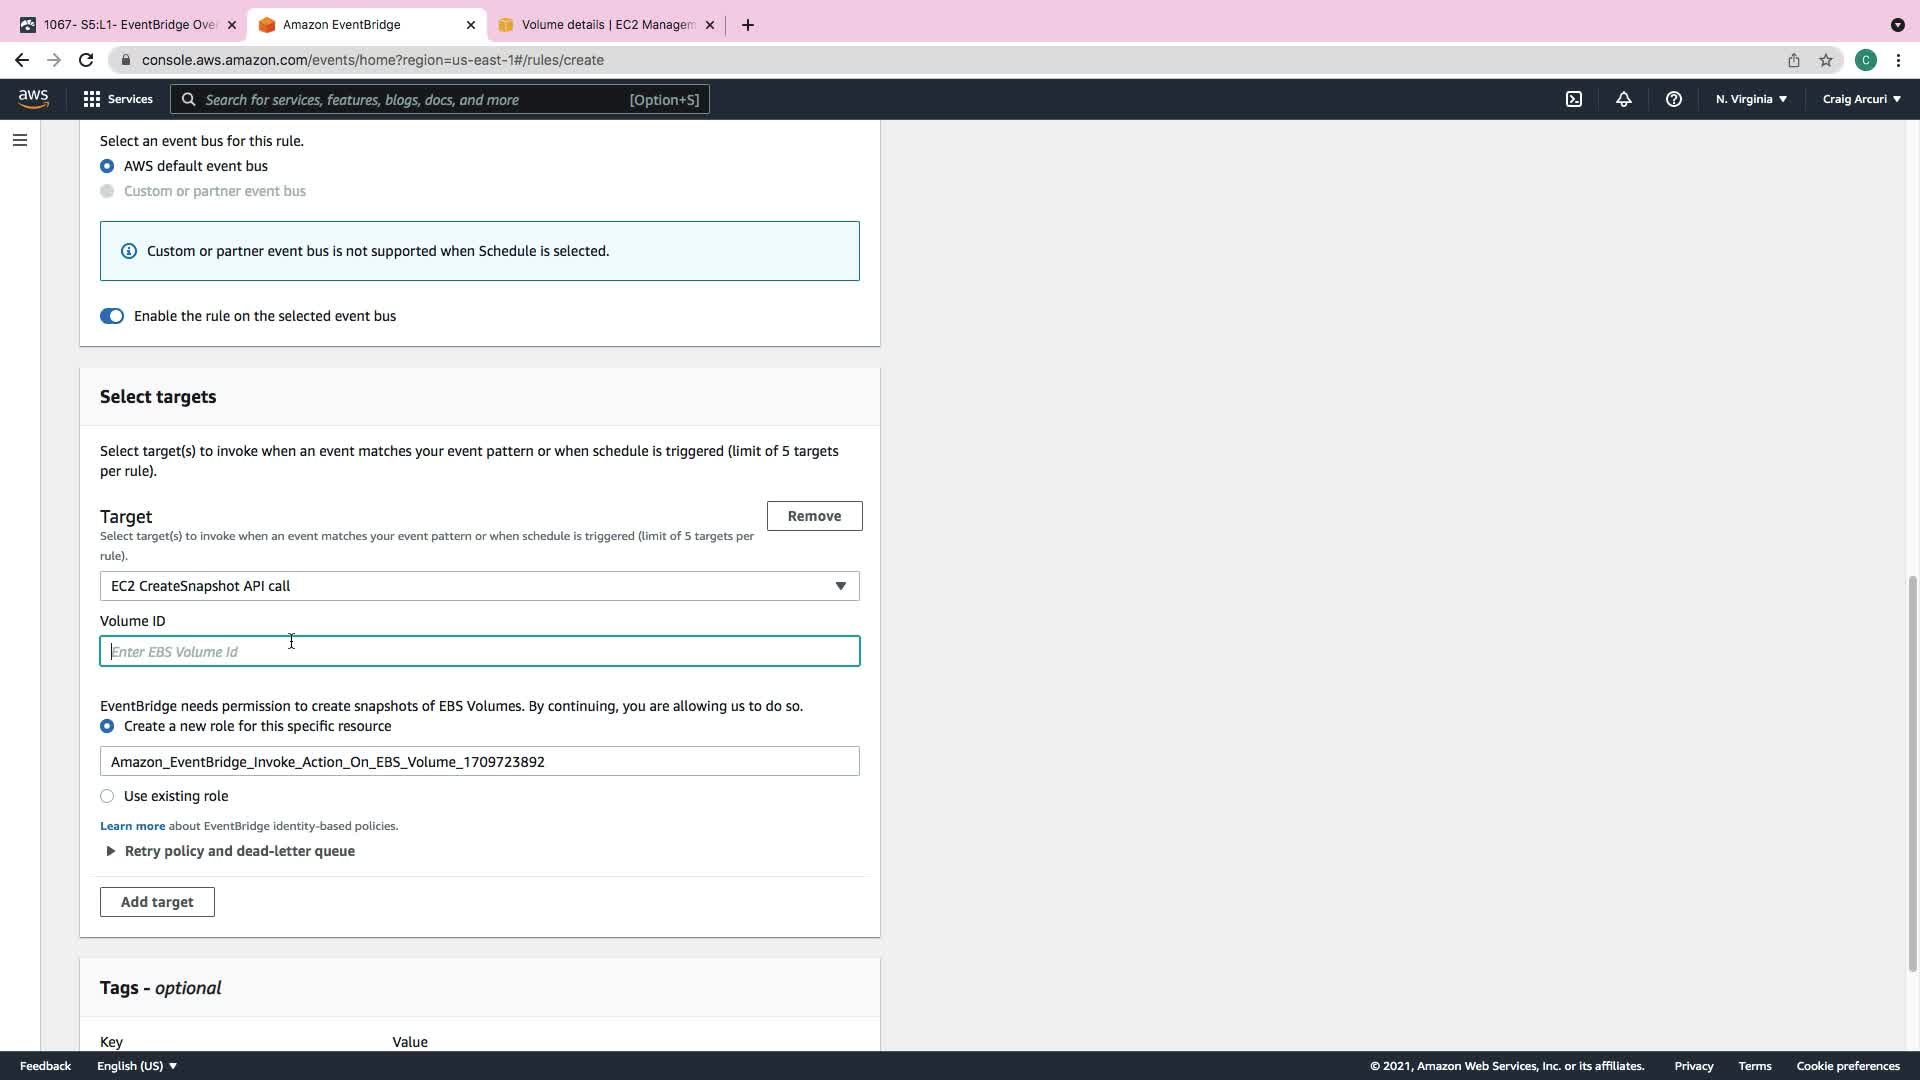 1067- S5:L1- EventBridge Ove
Amazon EventBridge
Volume details | EC2 Managem
console.aws.amazon.com/events/home?region=us-east-1#/rules/create
C
aws
Services
Search for services, features, blogs, docs, and more
[Option+S]
N. Virginia
Craig Arcuri
Select an event bus for this rule.
AWS default event bus
Custom or partner event bus
Custom or partner event bus is not supported when Schedule is selected.
Enable the rule on the selected event bus
Select targets
Select target(s) to invoke when an event matches your event pattern or when schedule is triggered (limit of 5 targets
per rule).
Target
Remove
Select target(s) to invoke when an event matches your event pattern or when schedule is triggered (limit of 5 targets per
rule).
EC2 CreateSnapshot API call
Volume ID
Enter EBS Volume Id
EventBridge needs permission to create snapshots of EBS Volumes. By continuing, you are allowing us to do so.
Create a new role for this specific resource
Amazon_EventBridge_Invoke_Action_On_EBS_Volume_1709723892
Use existing role
Learn more about EventBridge identity-based policies.
Retry policy and dead-letter queue
Add target
Tags - optional
Key
Value
Feedback
English (US)
© 2021, Amazon Web Services, Inc. or its affiliates.
Privacy
Terms
Cookie preferences